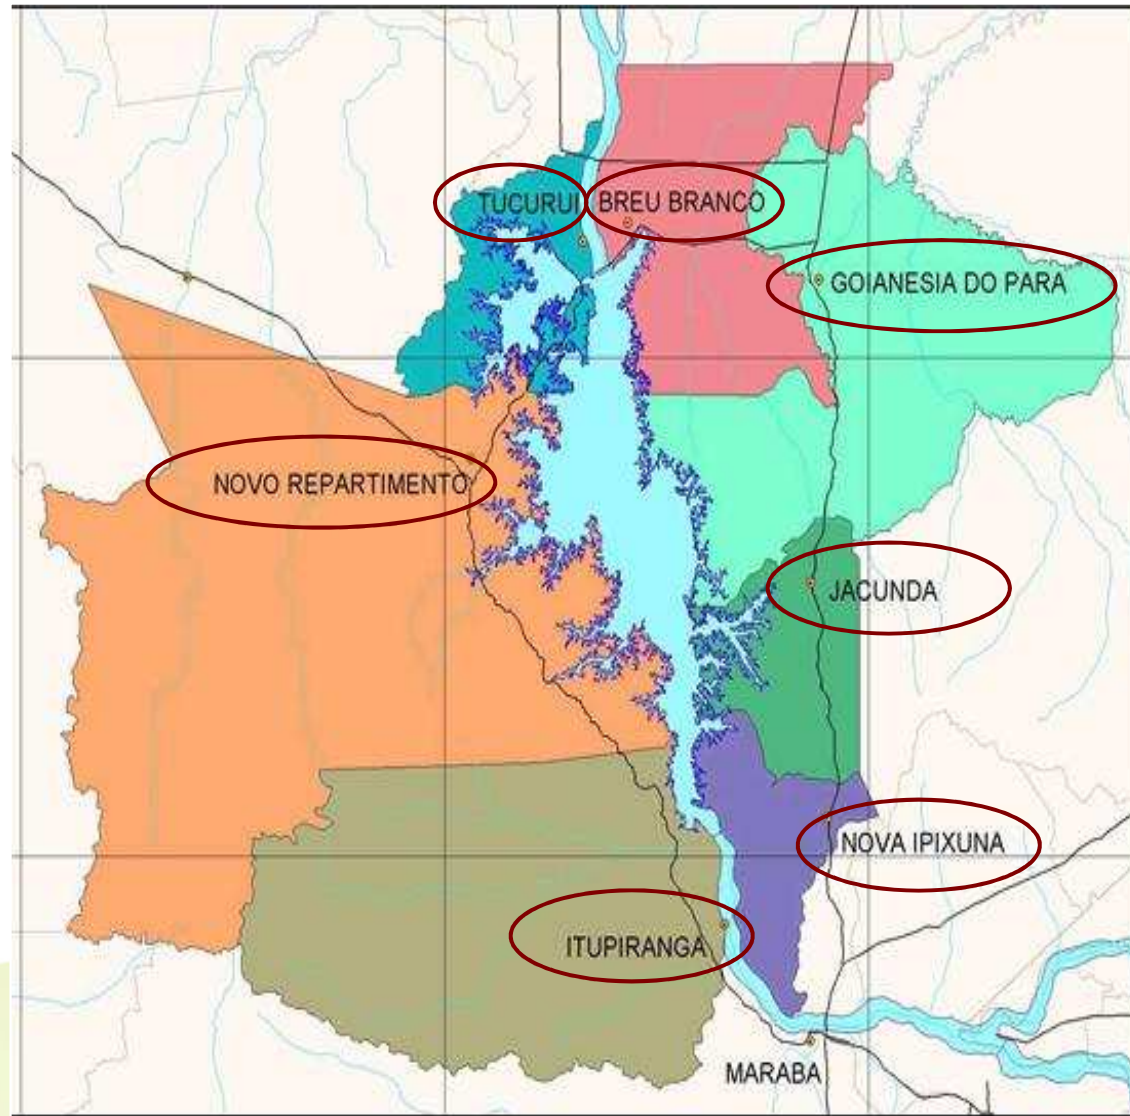 TUCURUI
BREU BRANCO
GOIANESIA DO PARA
NOVO REPARTIMENTO
JACUNDA
NOVA IPIXUNA
ITUPIRANGA
MARABA